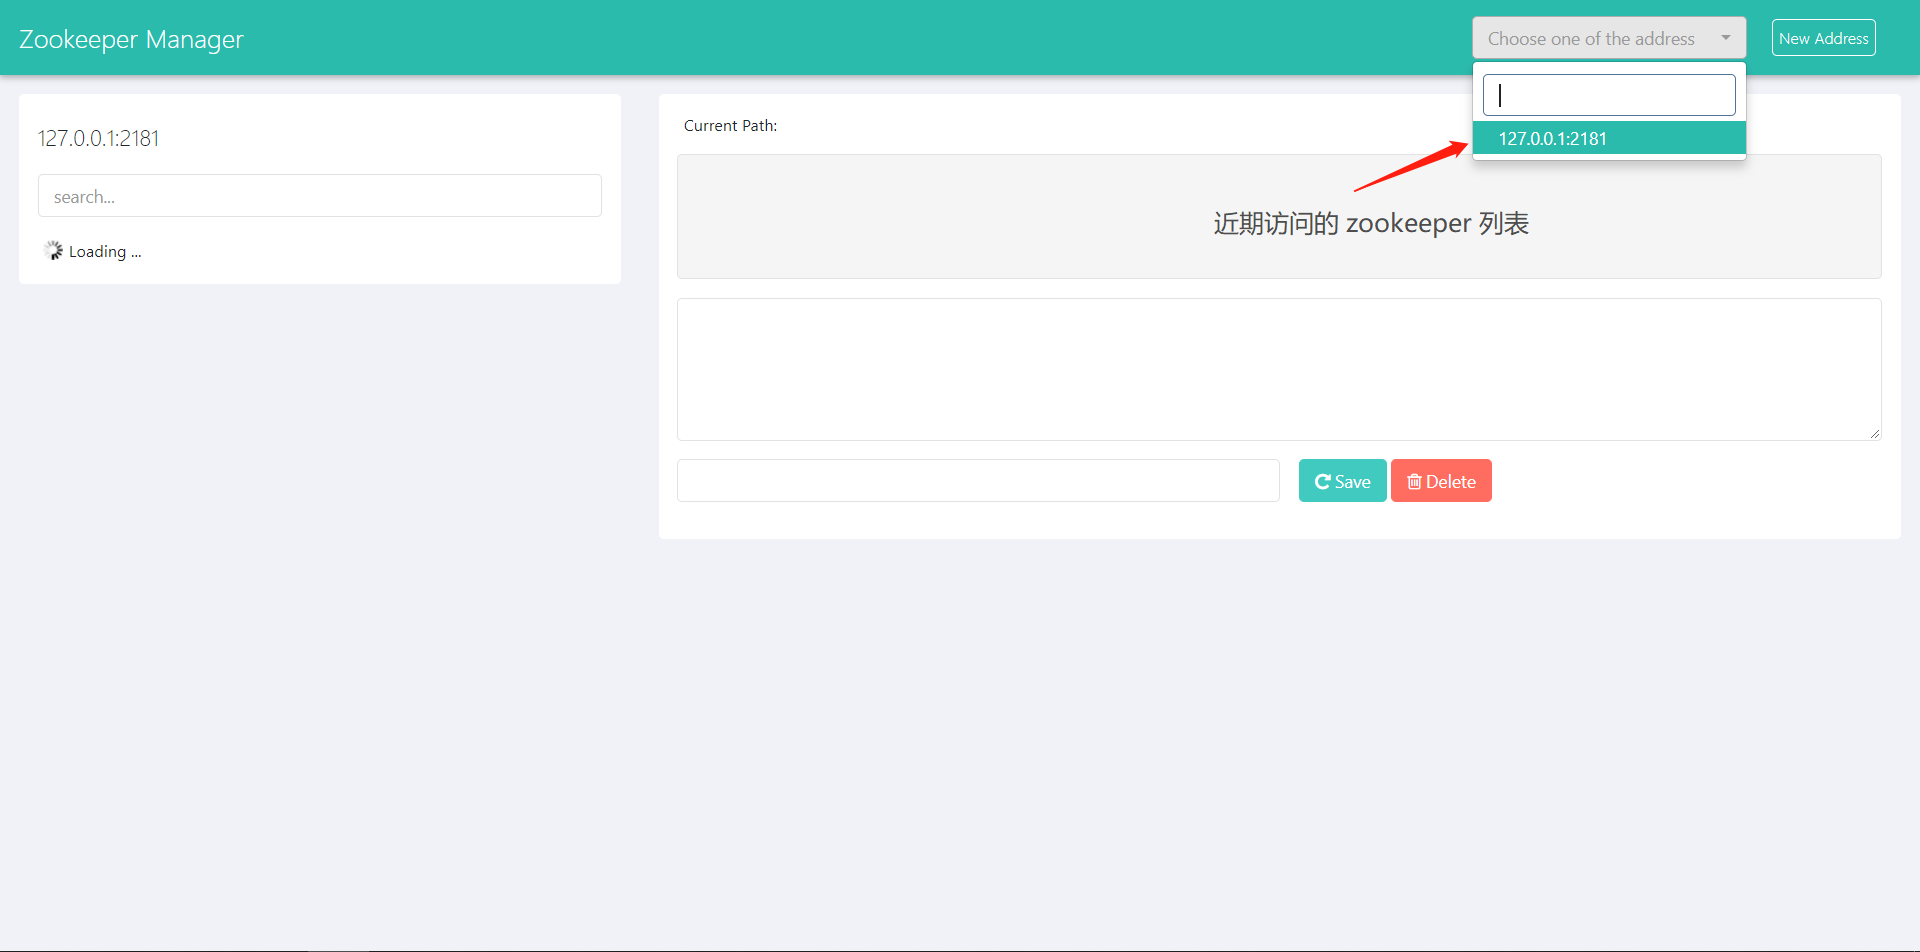 Zookeeper Manager
Choose one of the address
New Address
127.0.0.1:2181
127.0.0.1:2181
search...
Loading ...
Current Path:
近期访问的 zookeeper 列表
Save
Delete